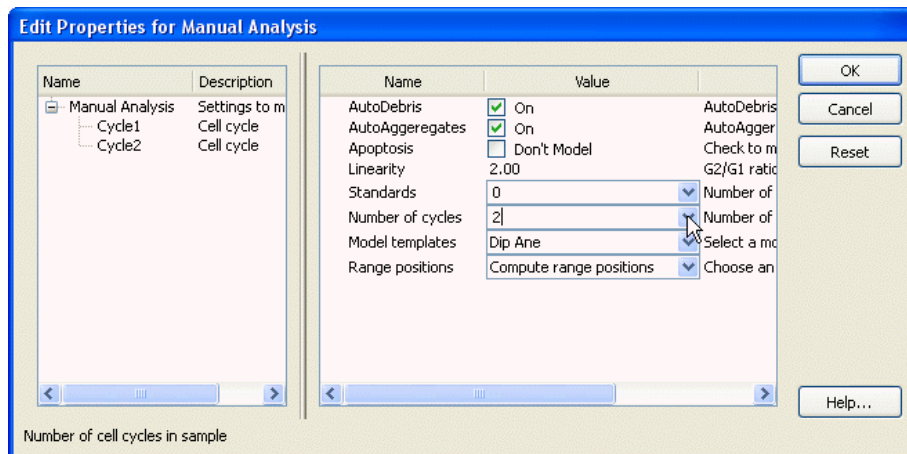 Edit Properties for Manual Analysis
Name Description
Manual Analysis Settings to m
Cycle1 Cell cycle
Cycle2 Cell cycle
Name Value
AutoDebris On AutoDebris
AutoAggeregates On AutoAgger
Apoptosis Don't Model Check to m
Linearity 2.00 G2/G1 ratio
Standards 0 Number of
Number of cycles 2 Number of
Model templates Dip Ane Select a mo
Range positions Compute range positions Choose an
OK
Cancel
Reset
Help...
Number of cell cycles in sample